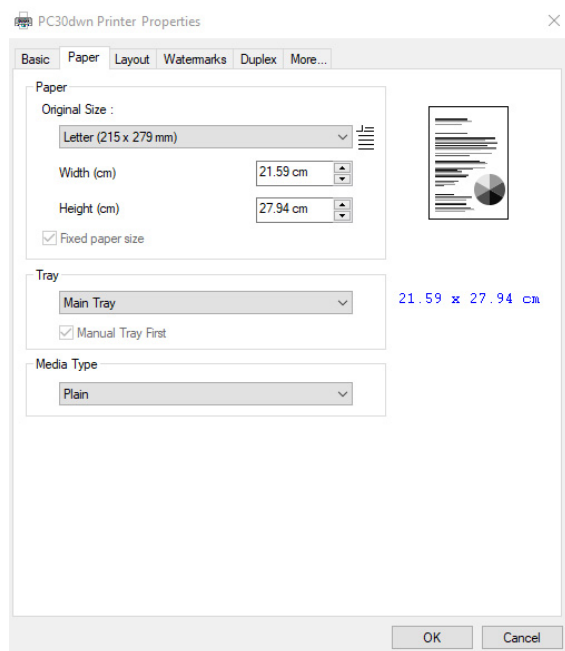 PC30dwn Printer Properties
Basic Paper Layout Watermarks Duplex More...
Paper
Original Size :
Letter (215 x 279 mm)
Width (cm) 21.59 cm
Height (cm) 27.94 cm
Fixed paper size
Tray
Main Tray
21.59 x 27.94 cm
Manual Tray First
Media Type
Plain
OK Cancel